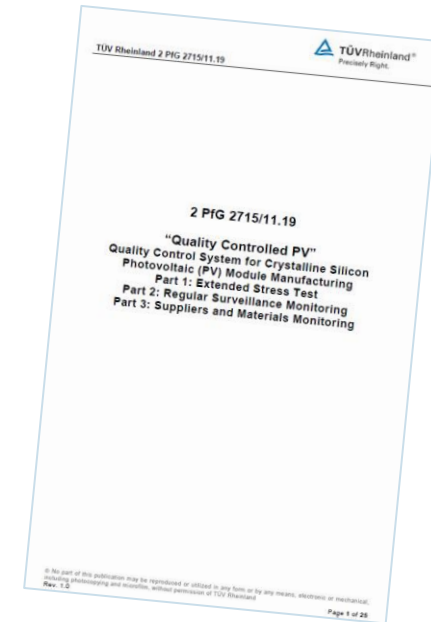 TÜV Rheinland 2 PfG 2715/11.19
TÜVRheinland®
Precisely Right.
2 PfG 2715/11.19
"Quality Controlled PV"
Quality Control System for Crystalline Silicon
Photovoltaic (PV) Module Manufacturing
Part 1: Extended Stress Test
Part 2: Regular Surveillance Monitoring
Part 3: Suppliers and Materials Monitoring
® No part of this publication may be reproduced or utilized in any form or by any means, electronic or mechanical,
including photocopying and microfilm, without permission of TÜV Rheinland
Rev. 1.0
Page 1 of 25